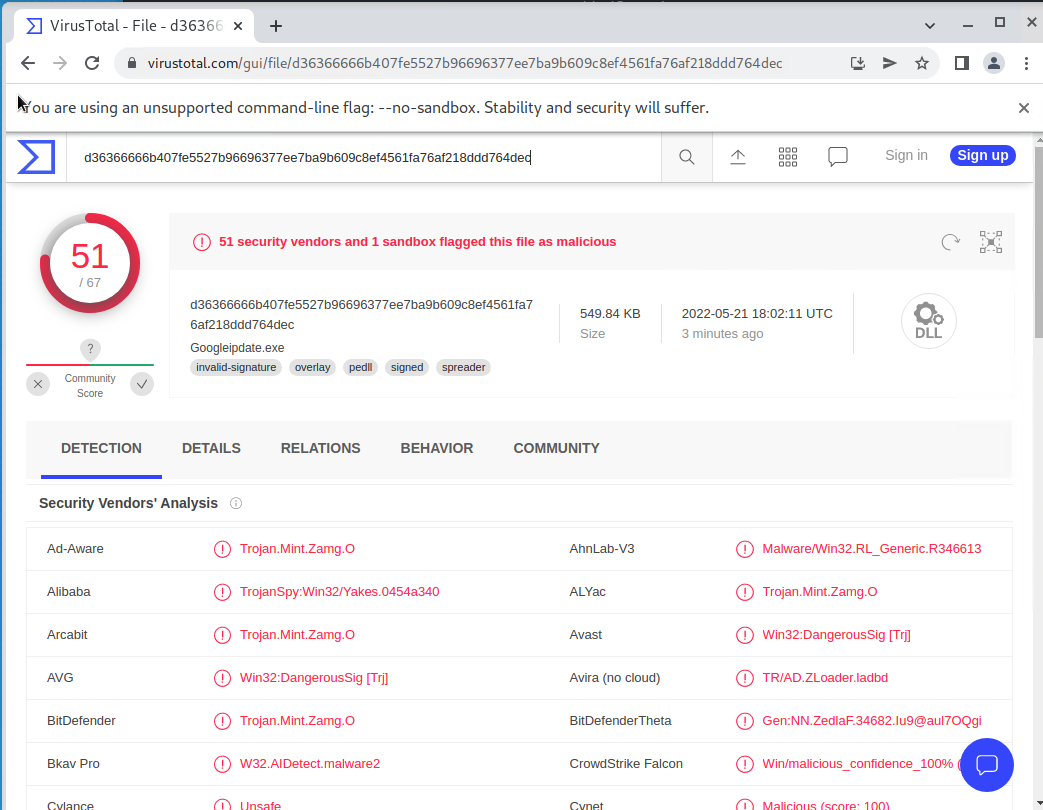 VirusTotal - File - d36366
virustotal.com/gui/file/d36366666b407fe5527b96696377ee7ba9b609c8ef4561fa76af218ddd764dec
You are using an unsupported command-line flag: --no-sandbox. Stability and security will suffer.
d36366666b407fe5527b96696377ee7ba9b609c8ef4561fa76af218ddd764dec
Sign in
Sign up
51
/ 67
?
Community
Score
51 security vendors and 1 sandbox flagged this file as malicious
d36366666b407fe5527b96696377ee7ba9b609c8ef4561fa7
6af218ddd764dec
Googleipdate.exe
invalid-signature overlay pedll signed spreader
549.84 KB
Size
2022-05-21 18:02:11 UTC
3 minutes ago
DLL
DETECTION DETAILS RELATIONS BEHAVIOR COMMUNITY
Security Vendors' Analysis
Ad-Aware Trojan.Mint.Zamg.O AhnLab-V3 Malware/Win32.RL_Generic.R346613
Alibaba TrojanSpy:Win32/Yakes.0454a340 ALYac Trojan.Mint.Zamg.O
Arcabit Trojan.Mint.Zamg.O Avast Win32:DangerousSig [Trj]
AVG Win32:DangerousSig [Trj] Avira (no cloud) TR/AD.ZLoader.ladbd
BitDefender Trojan.Mint.Zamg.O BitDefenderTheta Gen:NN.ZedlaF.34682.Iu9@aul7OQgi
Bkav Pro W32.AIDetect.malware2 CrowdStrike Falcon Win/malicious_confidence_100% (
Cylance Unsafe Cynet Malicious (score: 100)